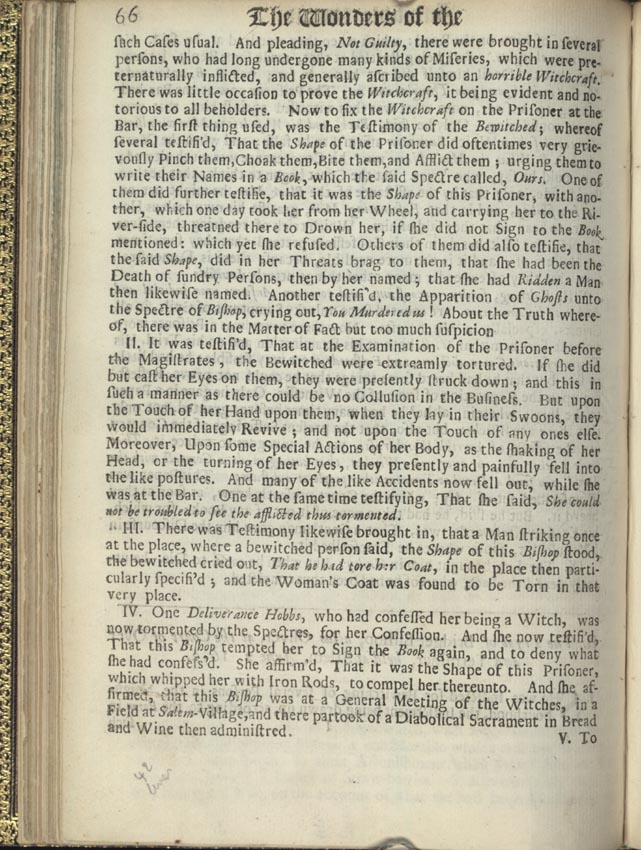 66 The Wonders of the
ſuch Caſes uſual. And pleading, Not Guilty, there were brought in ſeveral
perſons, who had long undergone many kinds of Miſeries, which were pre-
ternaturally inflicted, and generally aſcribed unto an horrible Witchcraft.
There was little occaſion to prove the Witchcraft, it being evident and no-
torious to all beholders. Now to fix the Witchcraft on the Priſoner at the
Bar, the firſt thing uſed, was the Teſtimony of the Bewitched; whereof
ſeveral teſtifi'd, That the Shape of the Priſoner did oftentimes very grie-
vouſly Pinch them, Choak them, Bite them, and Afflict them; urging them to
write their Names in a Book, which the ſaid Spectre called, Ours. One of
them did further teſtifie, that it was the Shape of this Priſoner, with ano-
ther, which one day took her from her Wheel, and carrying her to the Ri-
ver-ſide, threatned there to Drown her, if ſhe did not Sign to the Book
mentioned: which yet ſhe refuſed. Others of them did alſo teſtifie, that
the ſaid Shape, did in her Threats brag to them, that ſhe had been the
Death of ſundry Perſons, then by her named; that ſhe had Ridden a Man
then likewiſe named. Another teſtifi'd, the Apparition of Ghoſts unto
the Spectre of Biſhop, crying out, You Murdered us! About the Truth where-
of, there was in the Matter of Fact but too much ſuſpicion
II. It was teſtifi'd, That at the Examination of the Priſoner before
the Magiſtrates, the Bewitched were extreamly tortured. If ſhe did
but caſt her Eyes on them, they were preſently ſtruck down; and this in
ſuch a manner as there could be no Colluſion in the Buſineſs. But upon
the Touch of her Hand upon them, when they lay in their Swoons, they
would immediately Revive; and not upon the Touch of any ones elſe.
Moreover, Upon ſome Special Actions of her Body, as the ſhaking of her
Head, or the turning of her Eyes, they preſently and painfully fell into
the like poſtures. And many of the like Accidents now fell out, while ſhe
was at the Bar. One at the ſame time teſtifying, That ſhe ſaid, She could
not be troubled to ſee the afflicted thus tormented.
III. There was Teſtimony likewiſe brought in, that a Man ſtriking once
at the place, where a bewitched perſon ſaid, the Shape of this Biſhop ſtood,
the bewitched cried out, That he had tore her Coat, in the place then parti-
cularly ſpecifi'd; and the Woman's Coat was found to be Torn in that
very place.
IV. One Deliverance Hobbs, who had confeſſed her being a Witch, was
now tormented by the Spectres, for her Confeſſion. And ſhe now teſtifi'd,
That this Biſhop tempted her to Sign the Book again, and to deny what
ſhe had confeſs'd. She affirm'd, That it was the Shape of this Priſoner,
which whipped her with Iron Rods, to compel her thereunto. And ſhe af-
firmed, that this Biſhop was at a General Meeting of the Witches, in a
Field at Salem-Village, and there partook of a Diabolical Sacrament in Bread
and Wine then adminiſtred.
V. To
42